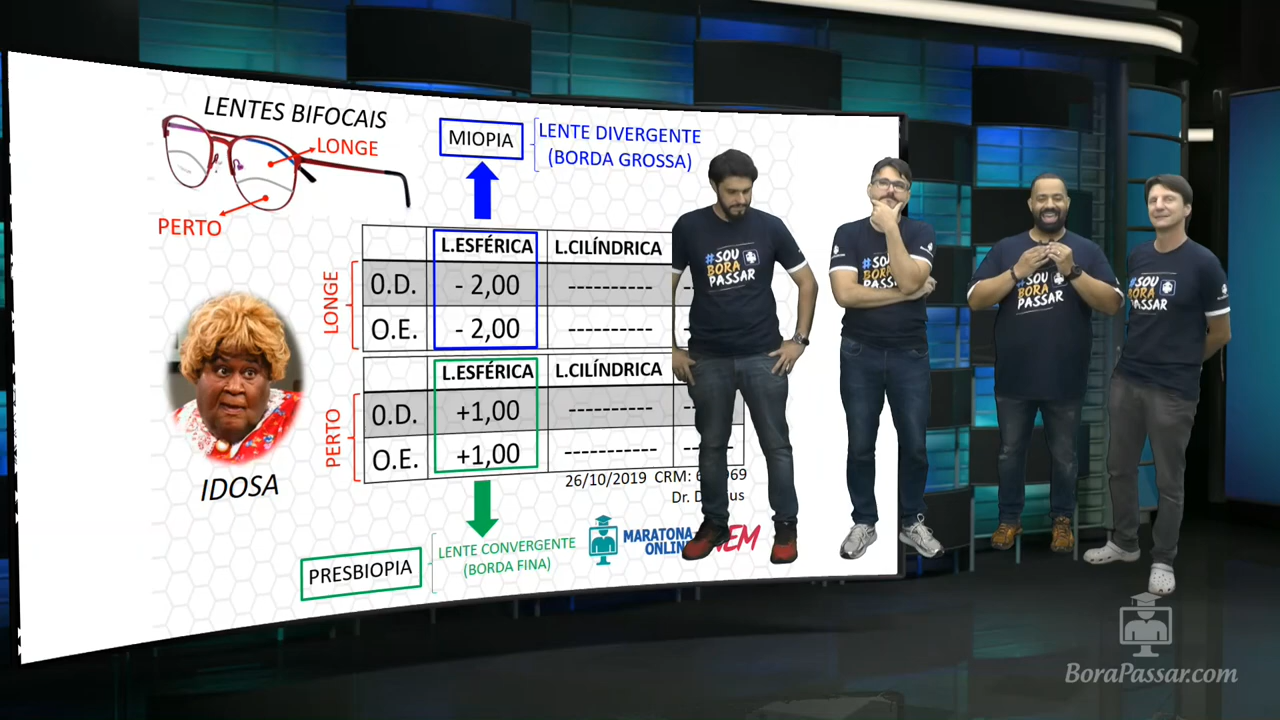 LENTES BIFOCAIS
LONGE
PERTO
MIOPIA
LENTE DIVERGENTE
(BORDA GROSSA)
LONGE
L.ESFÉRICA L.CILÍNDRICA
O.D. - 2,00 ----------
O.E. - 2,00 ----------
PERTO
L.ESFÉRICA L.CILÍNDRICA
O.D. +1,00 ----------
O.E. +1,00 ----------
IDOSA
26/10/2019 CRM:
Dr.
PRESBIOPIA
LENTE CONVERGENTE
(BORDA FINA)
MARATONA
#SOU
BORA
PASSAR
#SOU
BORA
#SOU
BORA
PASSAR
#SOU
BORA
PASSAR
BoraPassar.com